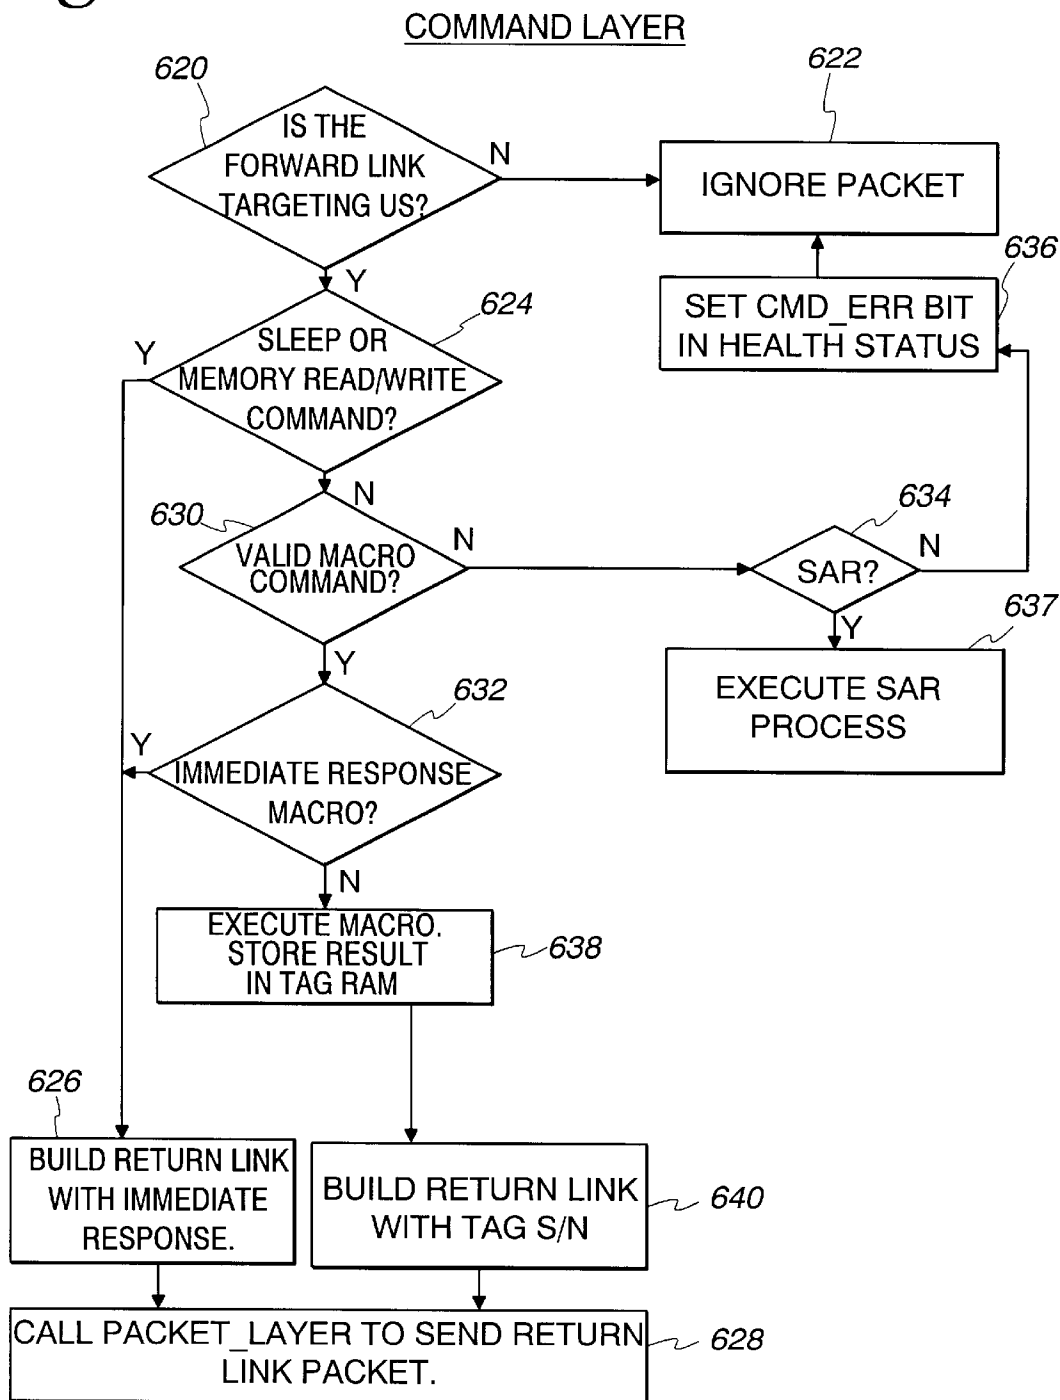 COMMAND LAYER
620
622
IS THE
FORWARD LINK
TARGETING US?
N
IGNORE PACKET
Y
636
624
SET CMD_ERR BIT
IN HEALTH STATUS
SLEEP OR
MEMORY READ/WRITE
COMMAND?
Y
N
630
634
VALID MACRO
COMMAND?
N
SAR?
N
Y
Y
637
632
EXECUTE SAR
PROCESS
Y
IMMEDIATE RESPONSE
MACRO?
N
EXECUTE MACRO.
STORE RESULT
IN TAG RAM
638
626
BUILD RETURN LINK
WITH IMMEDIATE
RESPONSE.
BUILD RETURN LINK
WITH TAG S/N
640
CALL PACKET_LAYER TO SEND RETURN
LINK PACKET.
628